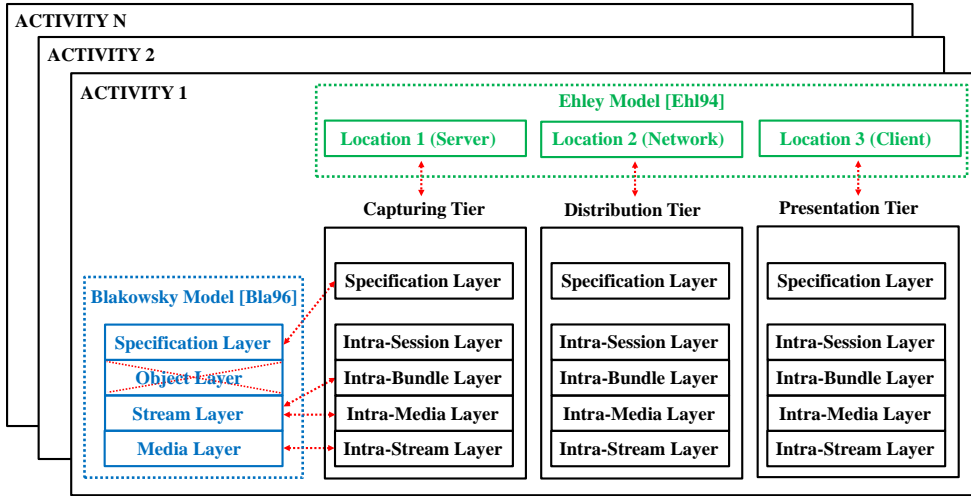 ACTIVITY N
ACTIVITY 2
ACTIVITY 1
Ehley Model [Ehl94]
Location 1 (Server)
Location 2 (Network)
Location 3 (Client)
Capturing Tier
Distribution Tier
Presentation Tier
Blakowsky Model [Bla96]
Specification Layer
Object Layer
Stream Layer
Media Layer
Specification Layer
Intra-Session Layer
Intra-Bundle Layer
Intra-Media Layer
Intra-Stream Layer
Specification Layer
Intra-Session Layer
Intra-Bundle Layer
Intra-Media Layer
Intra-Stream Layer
Specification Layer
Intra-Session Layer
Intra-Bundle Layer
Intra-Media Layer
Intra-Stream Layer